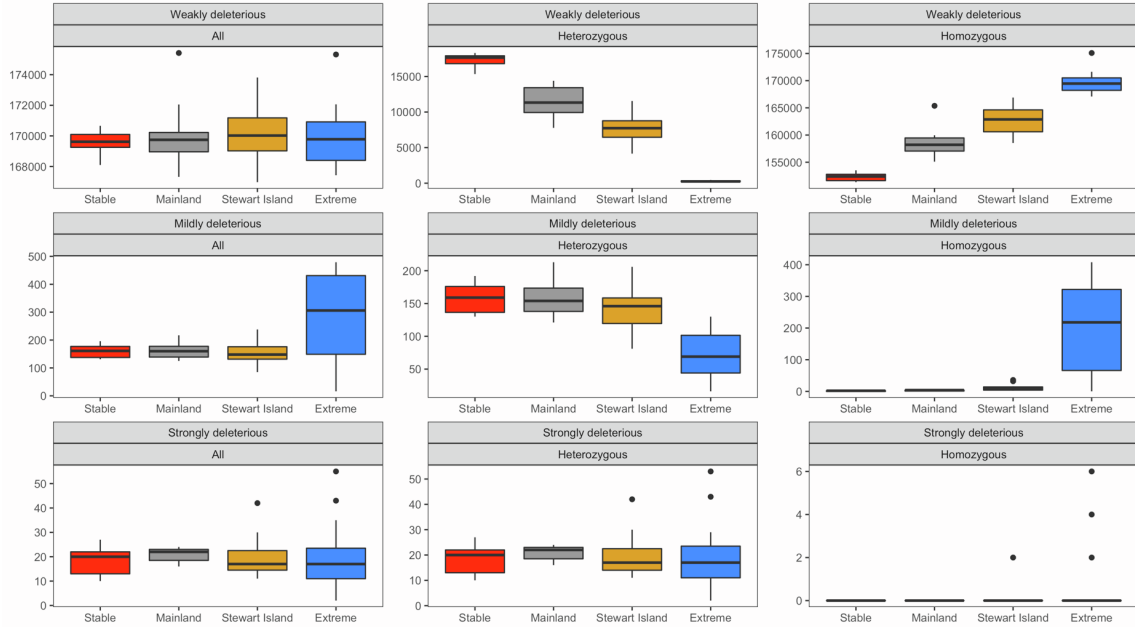 Weakly deleterious
All
174000
172000
170000
168000
Stable Mainland Stewart Island Extreme
Weakly deleterious
Heterozygous
15000
10000
5000
0
Stable Mainland Stewart Island Extreme
Weakly deleterious
Homozygous
175000
170000
165000
160000
155000
Stable Mainland Stewart Island Extreme
Mildly deleterious
All
500
400
300
200
100
0
Stable Mainland Stewart Island Extreme
Mildly deleterious
Heterozygous
200
150
100
50
Stable Mainland Stewart Island Extreme
Mildly deleterious
Homozygous
400
300
200
100
0
Stable Mainland Stewart Island Extreme
Strongly deleterious
All
50
40
30
20
10
0
Stable Mainland Stewart Island Extreme
Strongly deleterious
Heterozygous
50
40
30
20
10
0
Stable Mainland Stewart Island Extreme
Strongly deleterious
Homozygous
6
4
2
0
Stable Mainland Stewart Island Extreme